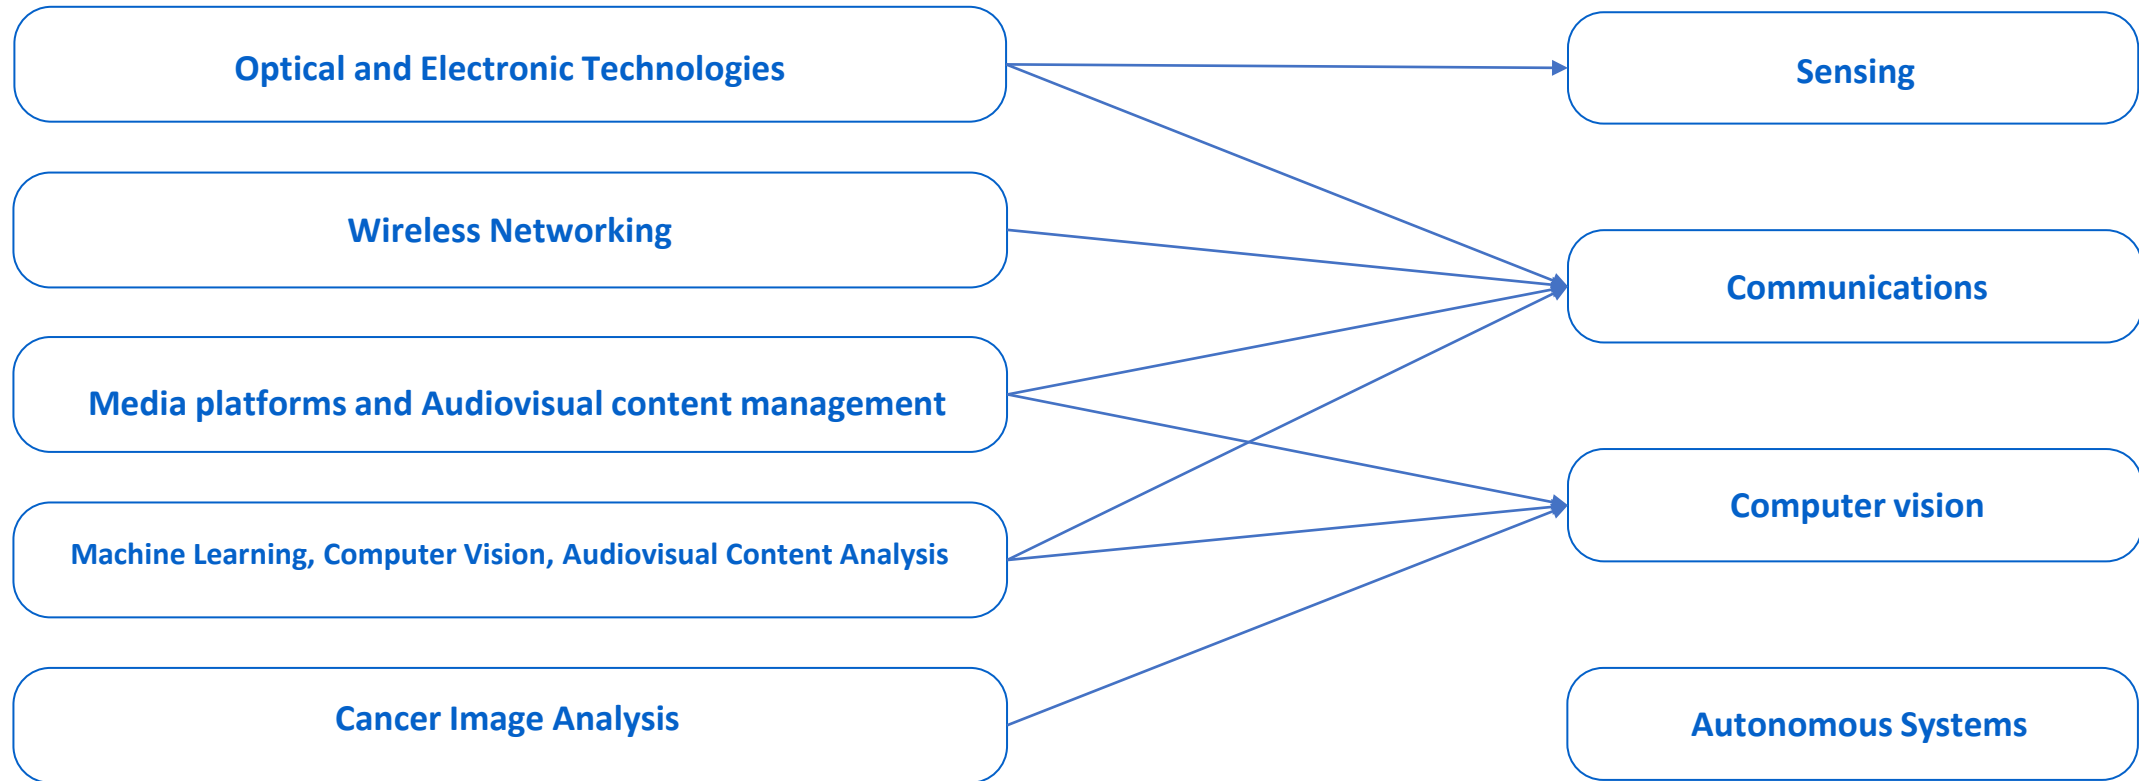 Optical and Electronic Technologies
Sensing
Wireless Networking
Communications
Media platforms and Audiovisual content management
Computer vision
Machine Learning, Computer Vision, Audiovisual Content Analysis
Cancer Image Analysis
Autonomous Systems